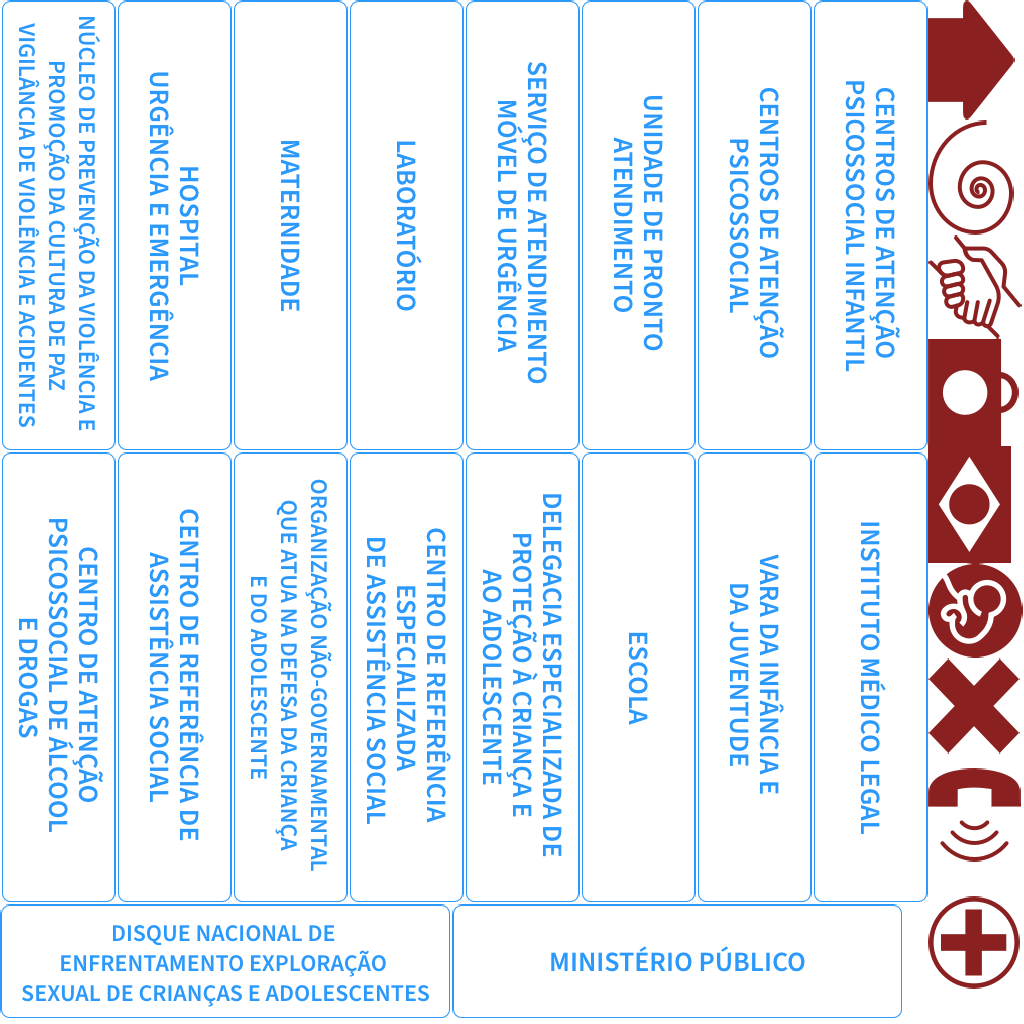 NÚCLEO DE PREVENÇÃO DA VIOLÊNCIA E
PROMOÇÃO DA CULTURA DE PAZ
VIGILÂNCIA DE VIOLÊNCIA E ACIDENTES
HOSPITAL
URGÊNCIA E EMERGÊNCIA
MATERNIDADE
LABORATÓRIO
SERVIÇO DE ATENDIMENTO
MÓVEL DE URGÊNCIA
UNIDADE DE PRONTO
ATENDIMENTO
CENTROS DE ATENÇÃO
PSICOSSOCIAL
CENTROS DE ATENÇÃO
PSICOSSOCIAL INFANTIL
CENTRO DE ATENÇÃO
PSICOSSOCIAL DE ÁLCOOL
E DROGAS
CENTRO DE REFERÊNCIA DE
ASSISTÊNCIA SOCIAL
ORGANIZAÇÃO NÃO-GOVERNAMENTAL
QUE ATUA NA DEFESA DA CRIANÇA
E DO ADOLESCENTE
CENTRO DE REFERÊNCIA
ESPECIALIZADA
DE ASSISTÊNCIA SOCIAL
DELEGACIA ESPECIALIZADA DE
PROTEÇÃO À CRIANÇA E
AO ADOLESCENTE
ESCOLA
VARA DA INFÂNCIA E
DA JUVENTUDE
INSTITUTO MÉDICO LEGAL
DISQUE NACIONAL DE
ENFRENTAMENTO EXPLORAÇÃO
SEXUAL DE CRIANÇAS E ADOLESCENTES
MINISTÉRIO PÚBLICO